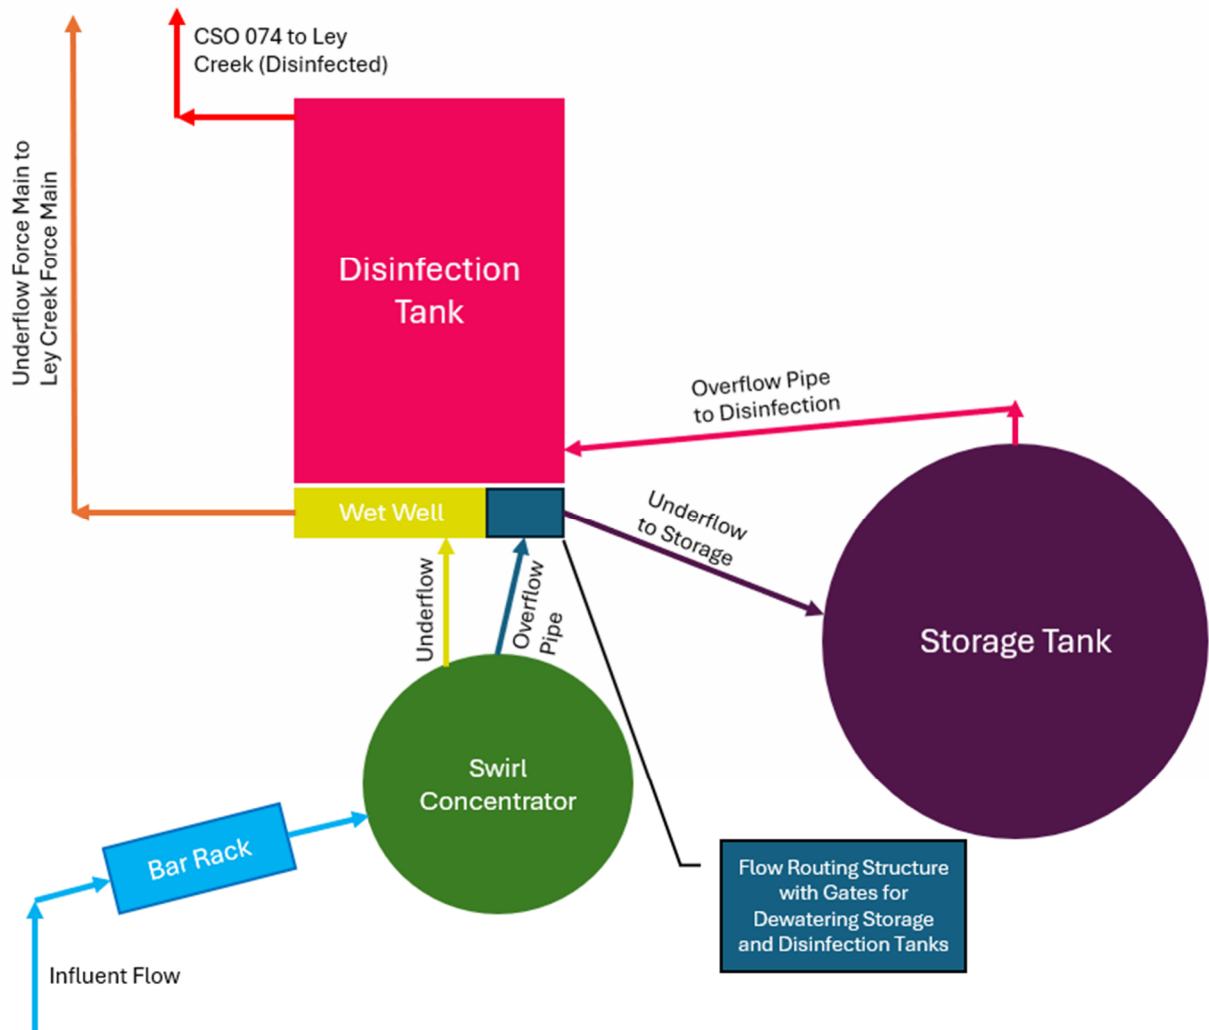 CSO 074 to Ley
Creek (Disinfected)
Underflow Force Main to
Ley Creek Force Main
Disinfection
Tank
Overflow Pipe
to Disinfection
Wet Well
Underflow
to Storage
Underflow
Overflow
Pipe
Storage Tank
Swirl
Concentrator
Bar Rack
Flow Routing Structure
with Gates for
Dewatering Storage
and Disinfection Tanks
Influent Flow